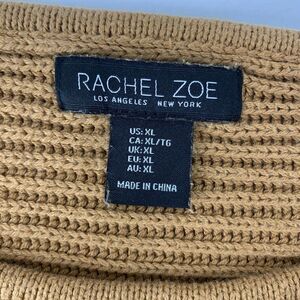 RACHEL ZOE
LOS ANGELES NEW YORK
US: XL
CA: XL/TG
UK: XL
EU: XL
AU: XL
MADE IN CHINA